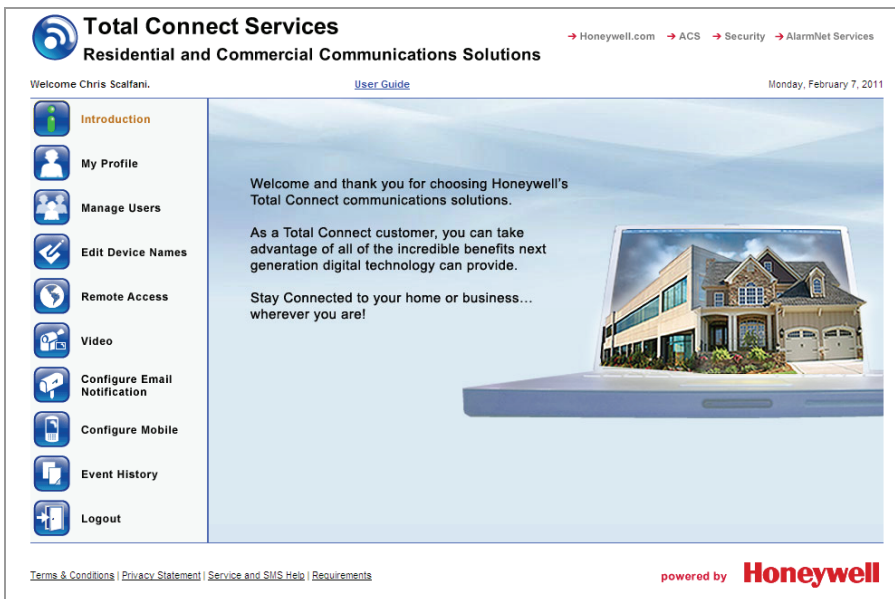 Total Connect Services
Residential and Commercial Communications Solutions
Honeywell.com ACS Security AlarmNet Services
Welcome Chris Scalfani. User Guide Monday, February 7, 2011
Introduction
My Profile
Manage Users
Edit Device Names
Remote Access
Video
Configure Email
Notification
Configure Mobile
Event History
Logout
Welcome and thank you for choosing Honeywell's
Total Connect communications solutions.
As a Total Connect customer, you can take
advantage of all of the incredible benefits next
generation digital technology can provide.
Stay Connected to your home or business...
wherever you are!
Terms & Conditions | Privacy Statement | Service and SMS Help | Requirements
powered by Honeywell